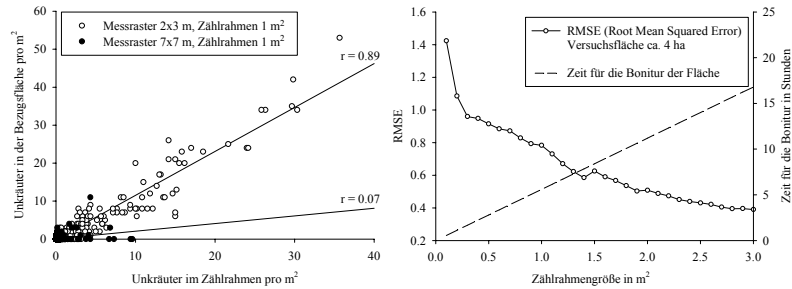 Messraster 2x3 m, Zählrahmen 1 m²
Messraster 7x7 m, Zählrahmen 1 m²
r = 0.89
r = 0.07
60
50
40
30
20
10
0
Unkräuter in der Bezugsfläche pro m²
0
10
20
30
40
Unkräuter im Zählrahmen pro m²
RMSE (Root Mean Squared Error)
Versuchsfläche ca. 4 ha
Zeit für die Bonitur der Fläche
1.6
1.4
1.2
1.0
0.8
0.6
0.4
0.2
RMSE
25
20
15
10
5
0
Zeit für die Bonitur in Stunden
0.0
0.5
1.0
1.5
2.0
2.5
3.0
Zählrahmengröße in m²